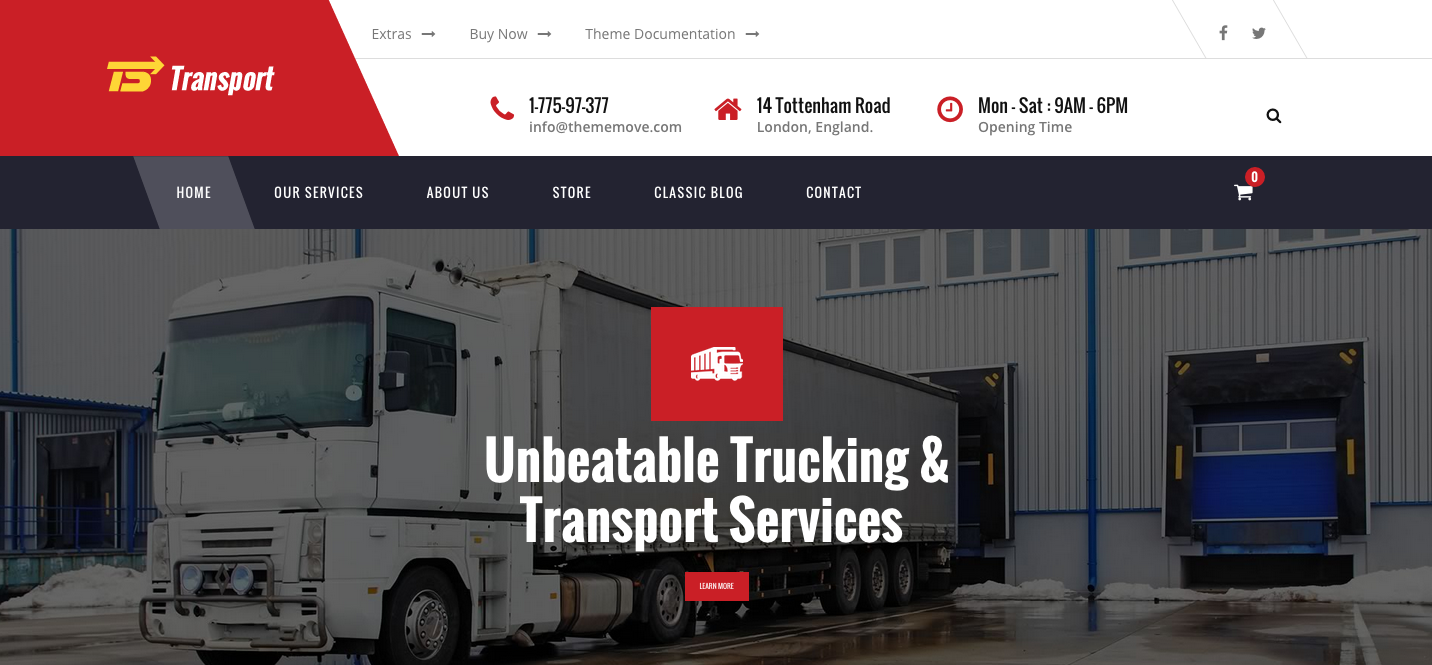 Extras
Buy Now
Theme Documentation
Transport
1-775-97-377
info@thememove.com
14 Tottenham Road
London, England.
Mon - Sat : 9AM - 6PM
Opening Time
HOME
OUR SERVICES
ABOUT US
STORE
CLASSIC BLOG
CONTACT
0
Unbeatable Trucking &
Transport Services
LEARN MORE